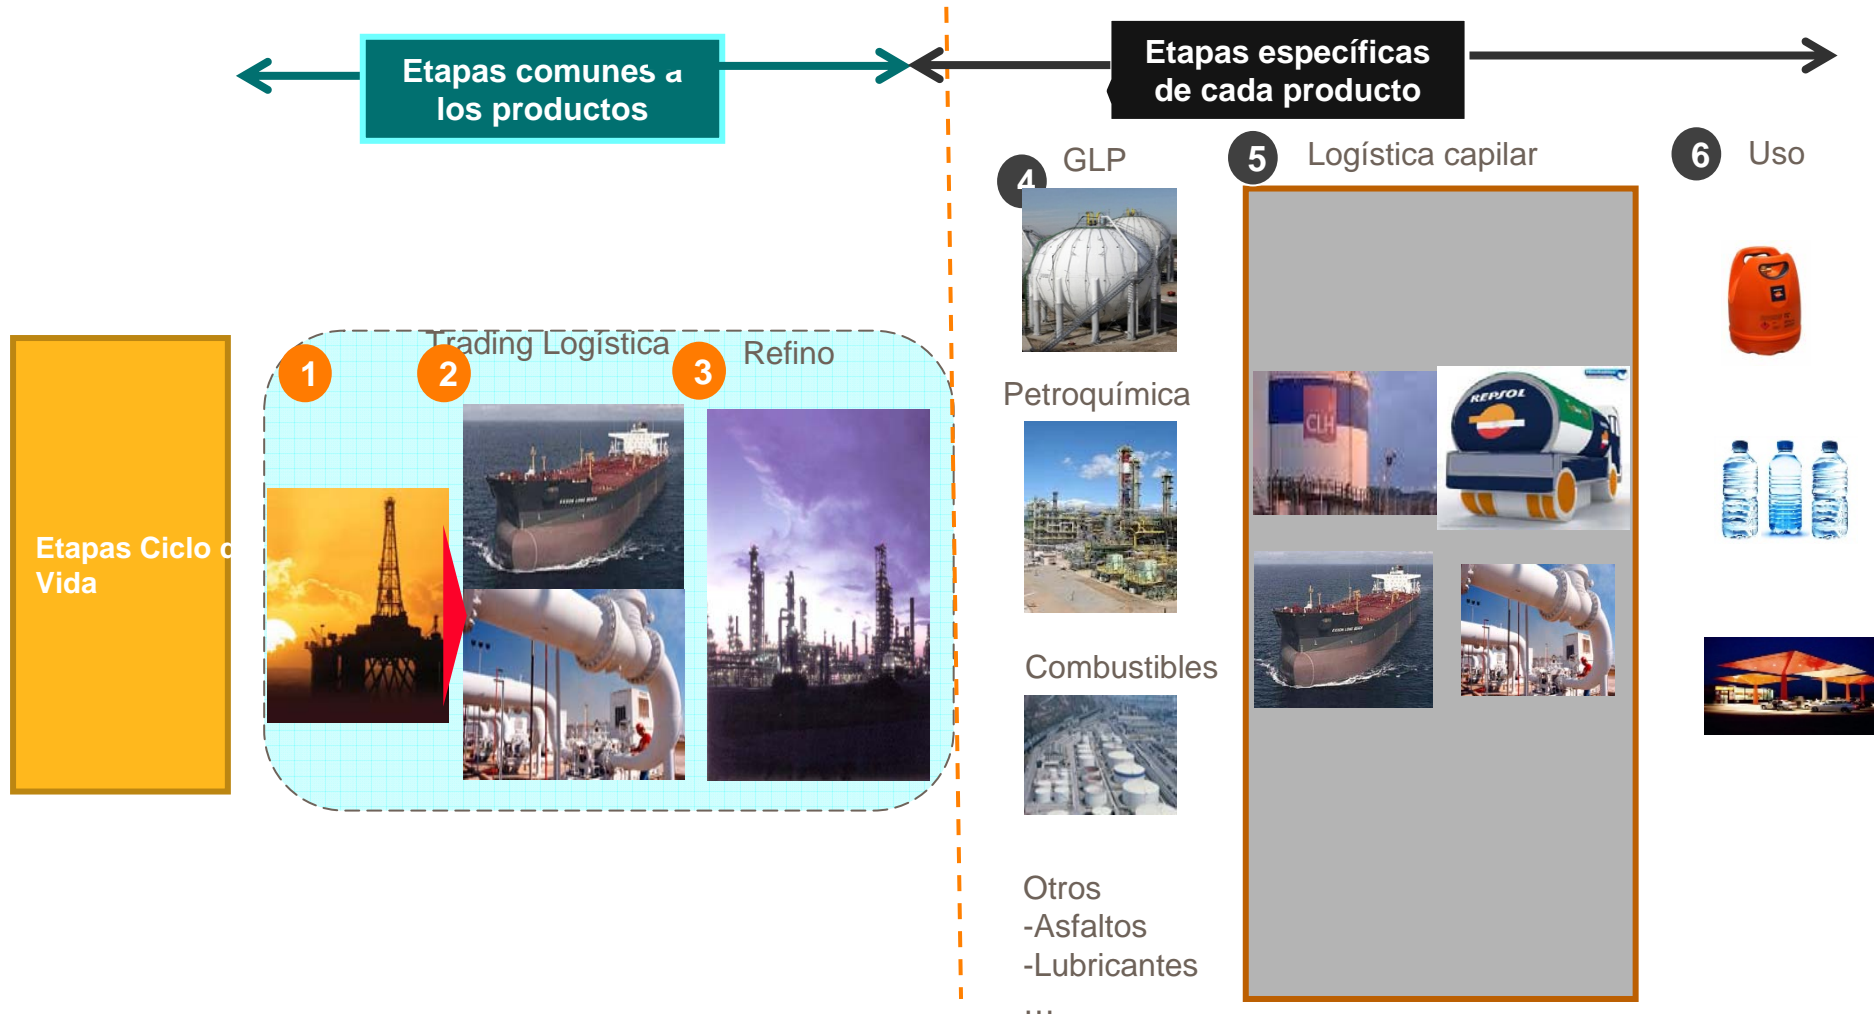 Etapas comunes a
los productos
Etapas específicas
de cada producto
4
GLP
5
Logística capilar
6
Uso
1
2
Trading Logística
3
Refino
Petroquímica
CLH
REPSOL
Etapas Ciclo d
Vida
Combustibles
Otros
-Asfaltos
-Lubricantes
...